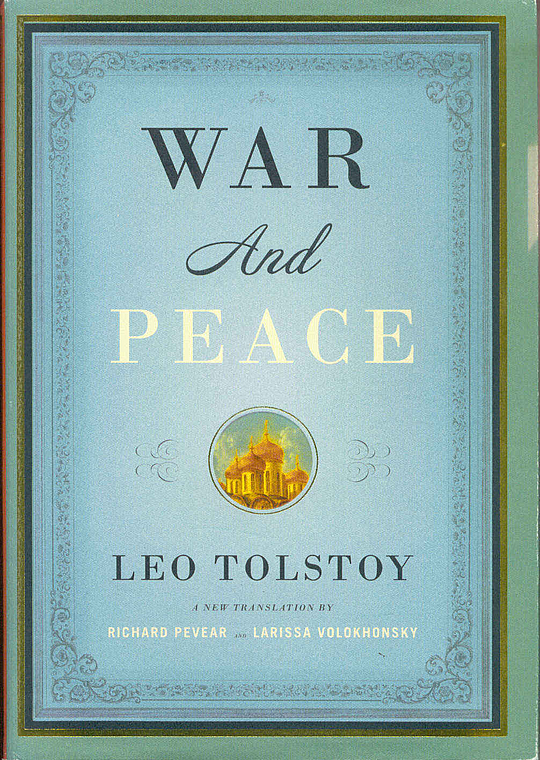 WAR
And
PEACE
LEO TOLSTOY
A NEW TRANSLATION BY
RICHARD PEVEAR AND LARISSA VOLOKHONSKY